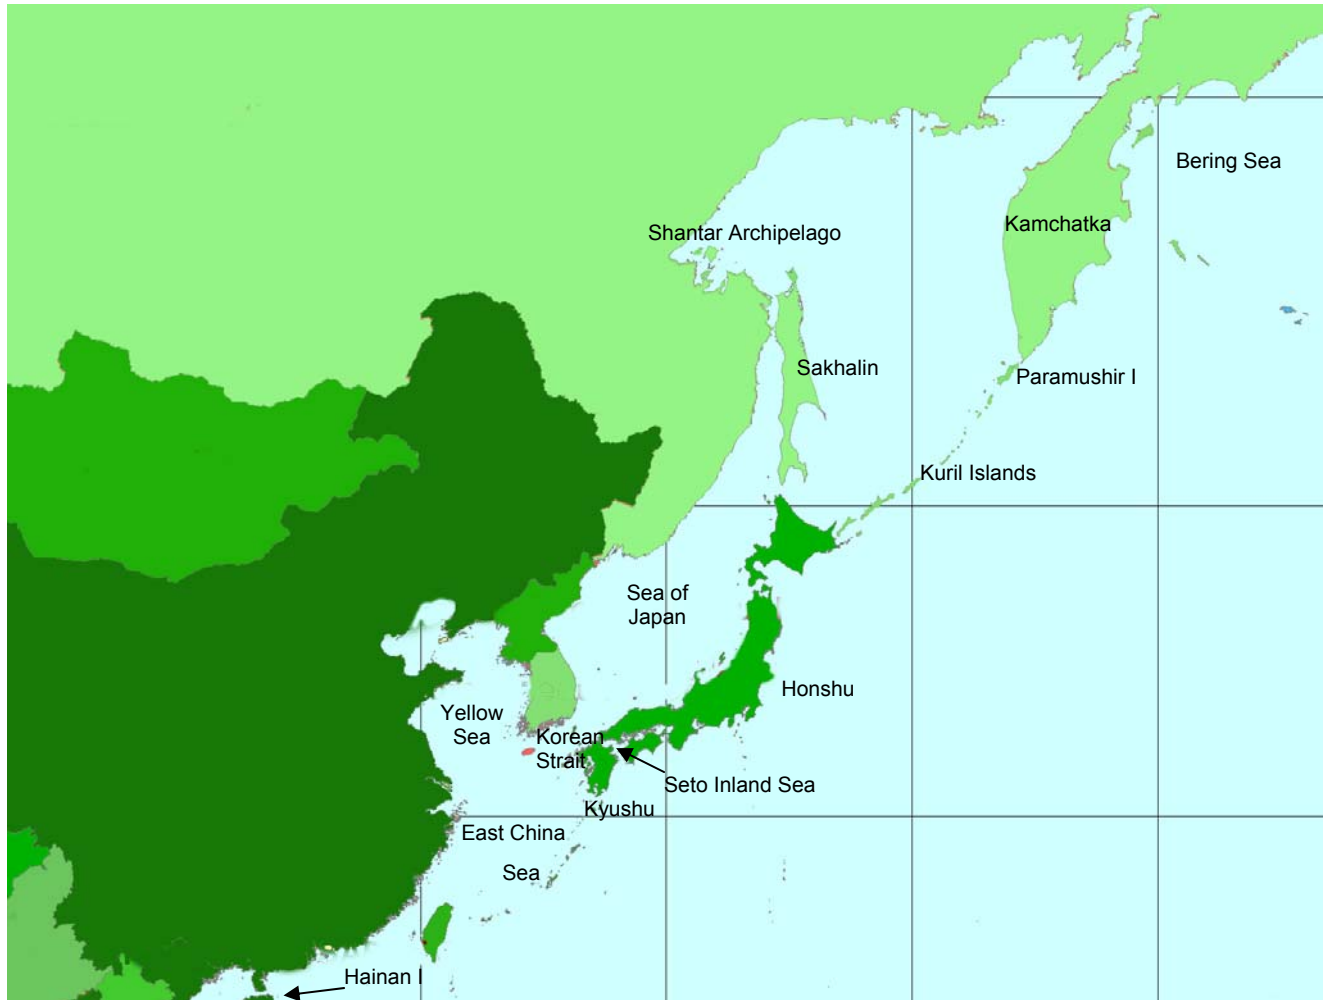 Bering Sea
Kamchatka
Shantar Archipelago
Sakhalin
Paramushir I
Kuril Islands
Sea of
Japan
Honshu
Yellow
Sea
Korean
Strait
Seto Inland Sea
Kyushu
East China
Sea
Hainan I